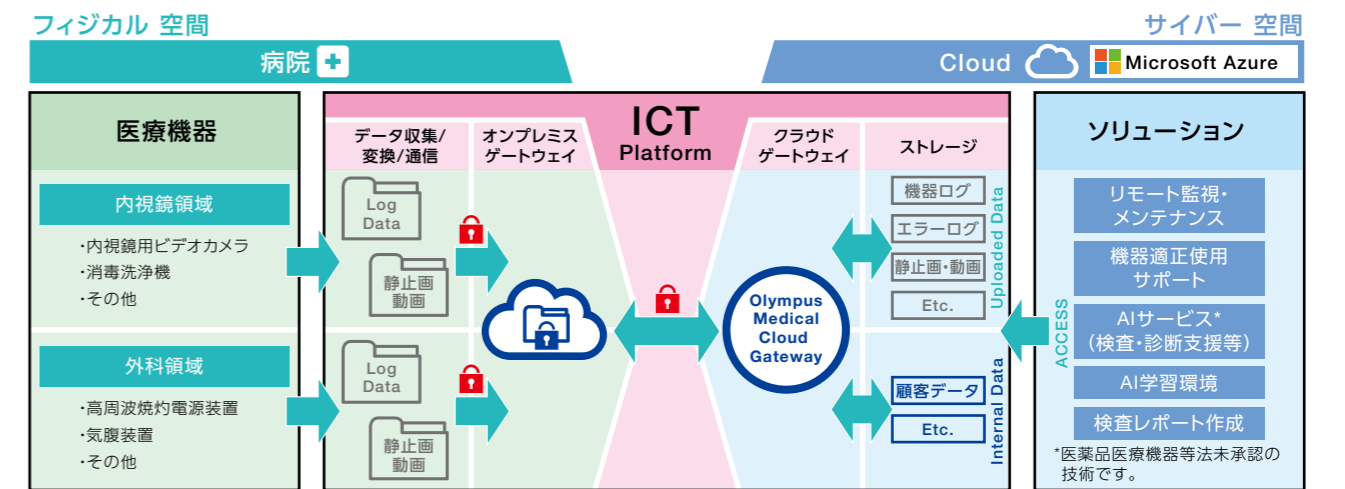 フィジカル 空間
サイバー 空間
病院
Cloud
Microsoft Azure
医療機器
内視鏡領域
・内視鏡用ビデオカメラ
・消毒洗浄機
・その他
外科領域
・高周波焼灼電源装置
・気腹装置
・その他
ICT
Platform
データ収集/
変換/通信
オンプレミス
ゲートウェイ
クラウド
ゲートウェイ
ストレージ
Log
Data
静止画
動画
Log
Data
静止画
動画
Olympus
Medical
Cloud
Gateway
機器ログ
エラーログ
静止画・動画
Etc.
Uploaded Data
顧客データ
Etc.
Internal Data
ACCESS
ソリューション
リモート監視・
メンテナンス
機器適正使用
サポート
AIサービス*
(検査・診断支援等)
AI学習環境
検査レポート作成
*医薬品医療機器等法未承認の
技術です。